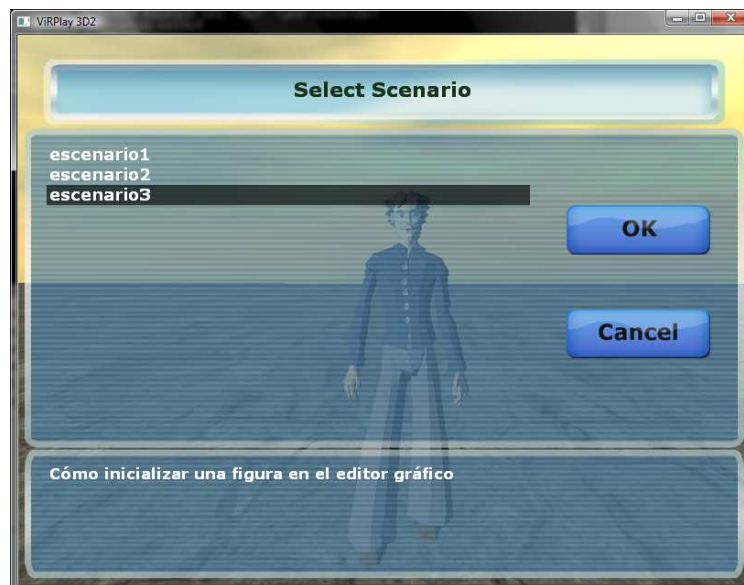 ViRPlay 3D2
Select Scenario
escenario1
escenario2
escenario3
OK
Cancel
Cómo inicializar una figura en el editor gráfico